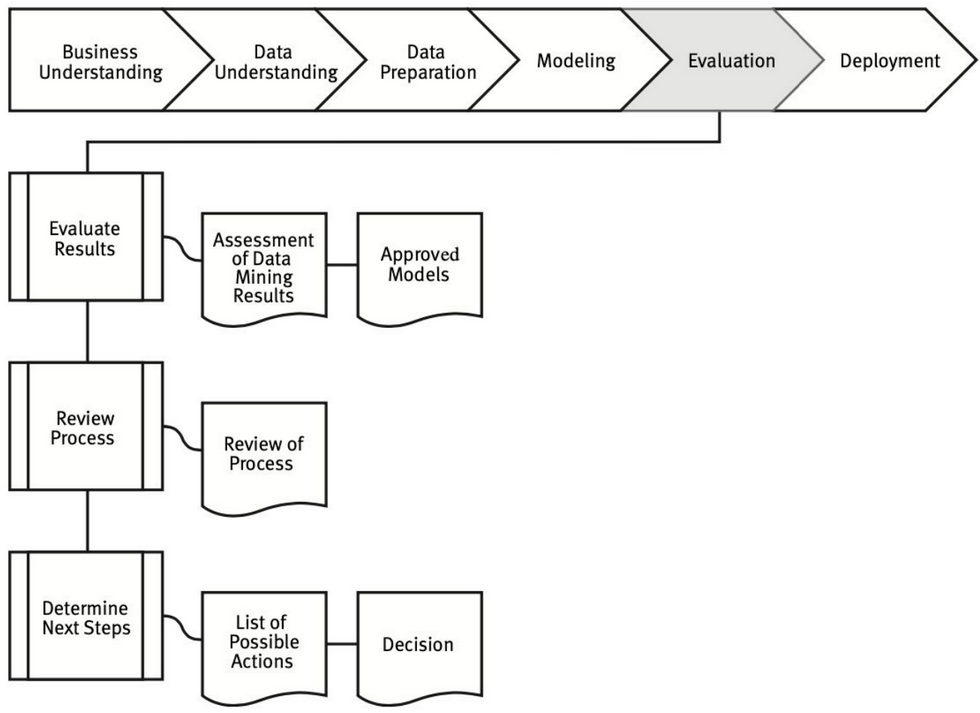 Business
Understanding
Data
Understanding
Data
Preparation
Modeling
Evaluation
Deployment
Evaluate
Results
Assessment
of Data
Mining
Results
Approved
Models
Review
Process
Review of
Process
Determine
Next Steps
List of
Possible
Actions
Decision